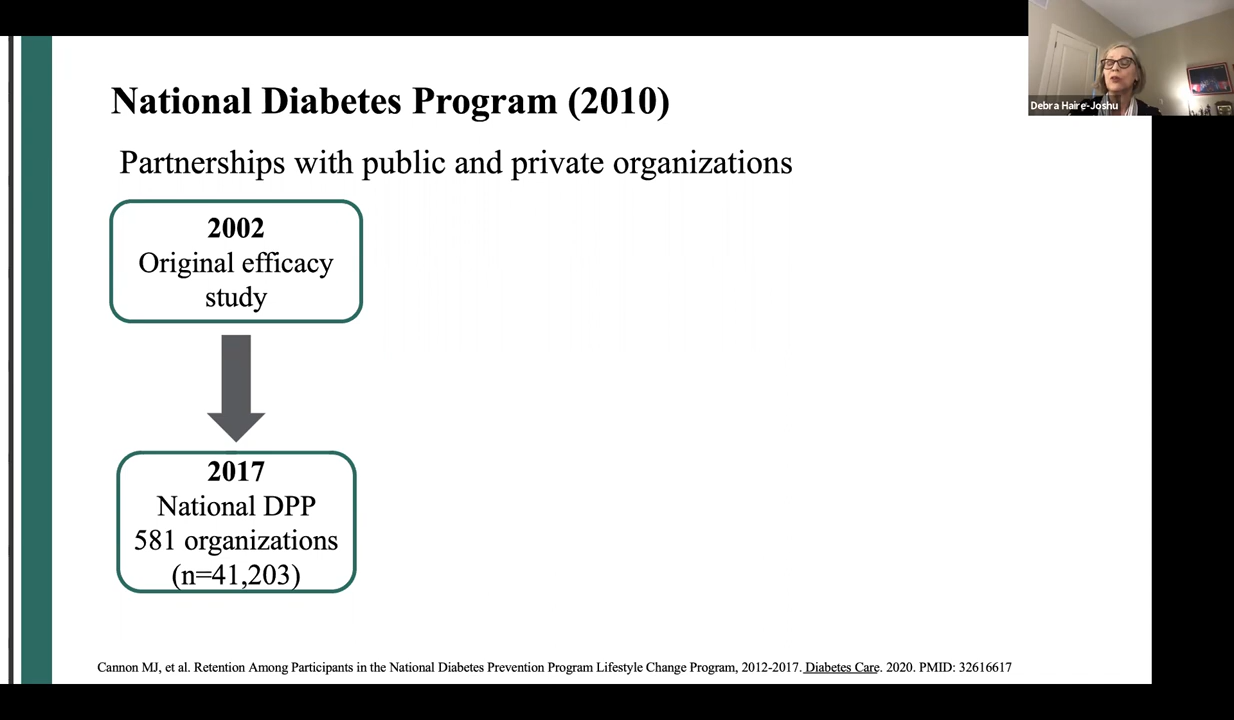 National Diabetes Program (2010)
Partnerships with public and private organizations
2002
Original efficacy
study
2017
National DPP
581 organizations
(n=41,203)
Cannon MJ, et al. Retention Among Participants in the National Diabetes Prevention Program Lifestyle Change Program, 2012-2017. Diabetes Care. 2020. PMID: 32616617
Debra Haire-Joshu